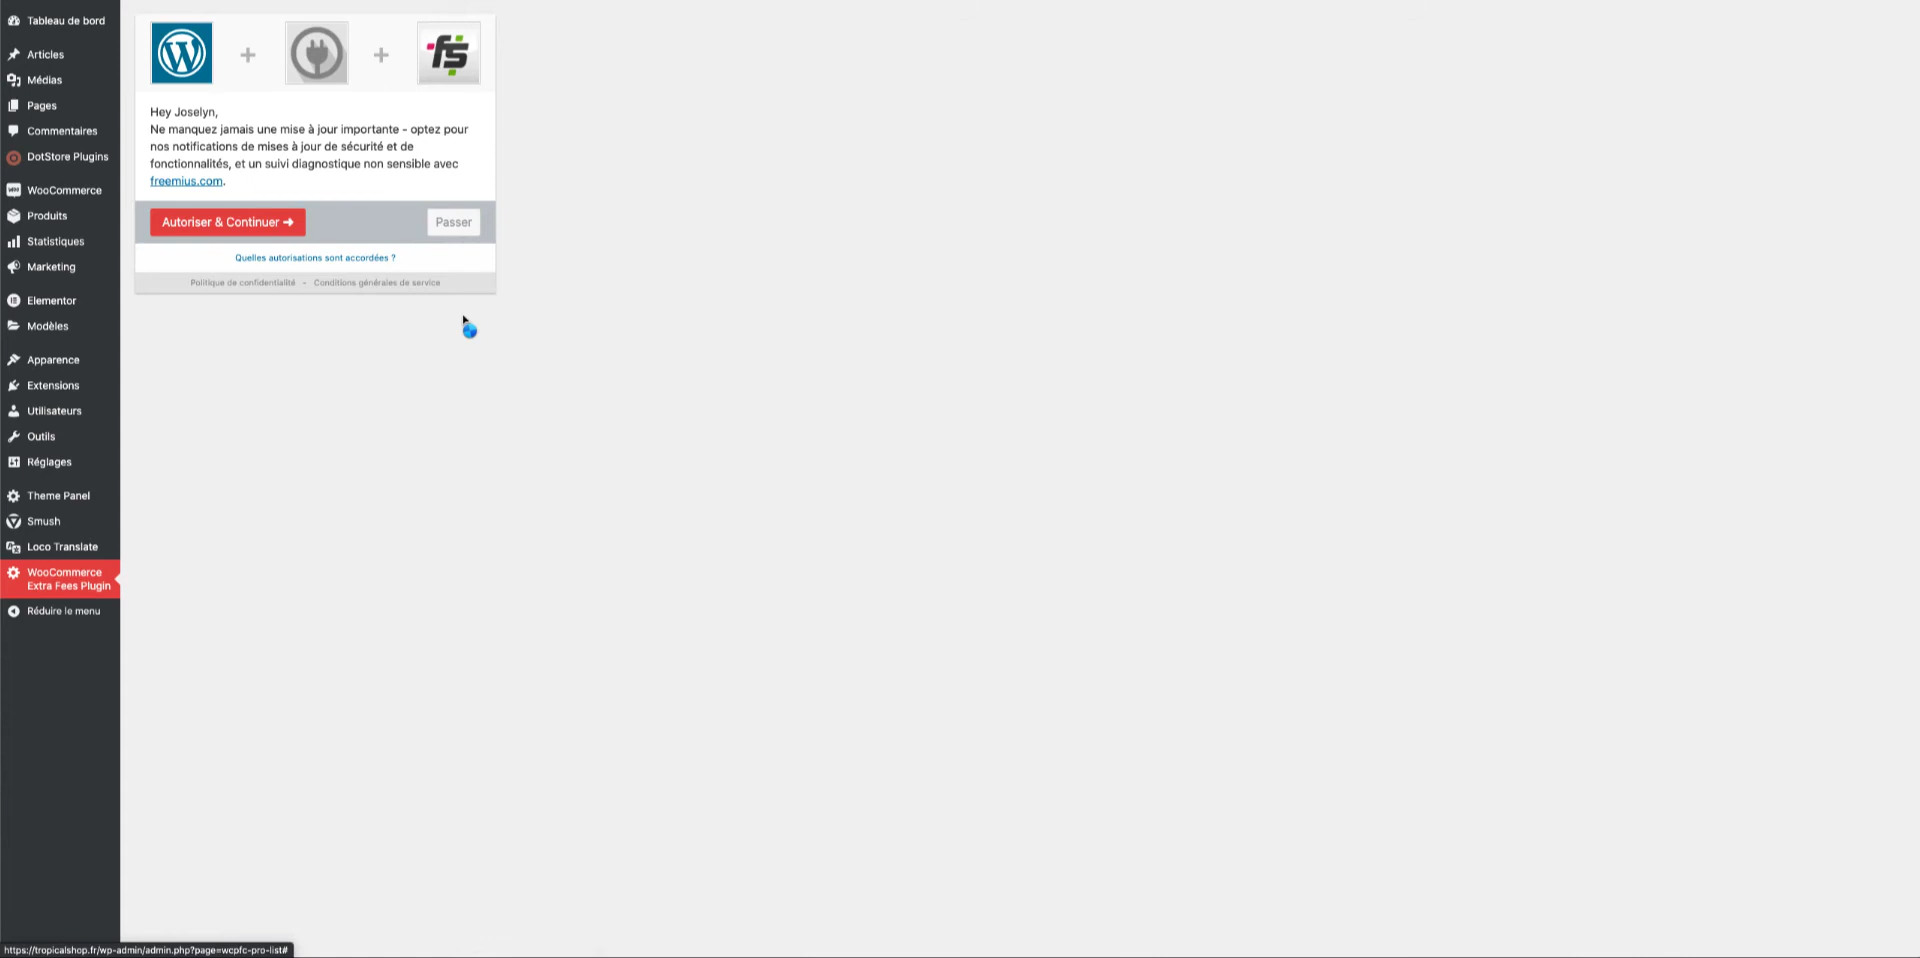 Tableau de bord
Articles
Médias
Pages
Commentaires
DotStore Plugins
WooCommerce
Produits
Statistiques
Marketing
Elementor
Modèles
Apparence
Extensions
Utilisateurs
Outils
Réglages
Theme Panel
Smush
Loco Translate
WooCommerce
Extra Fees Plugin
Réduire le menu
fs
Hey Joselyn,
Ne manquez jamais une mise à jour importante - optez pour
nos notifications de mises à jour de sécurité et de
fonctionnalités, et un suivi diagnostique non sensible avec
freemius.com.
Autoriser & Continuer ➜
Passer
Quelles autorisations sont accordées ?
Politique de confidentialité - Conditions générales de service
https://tropicalshop.fr/wp-admin/admin.php?page=wcpfc-pro-list#